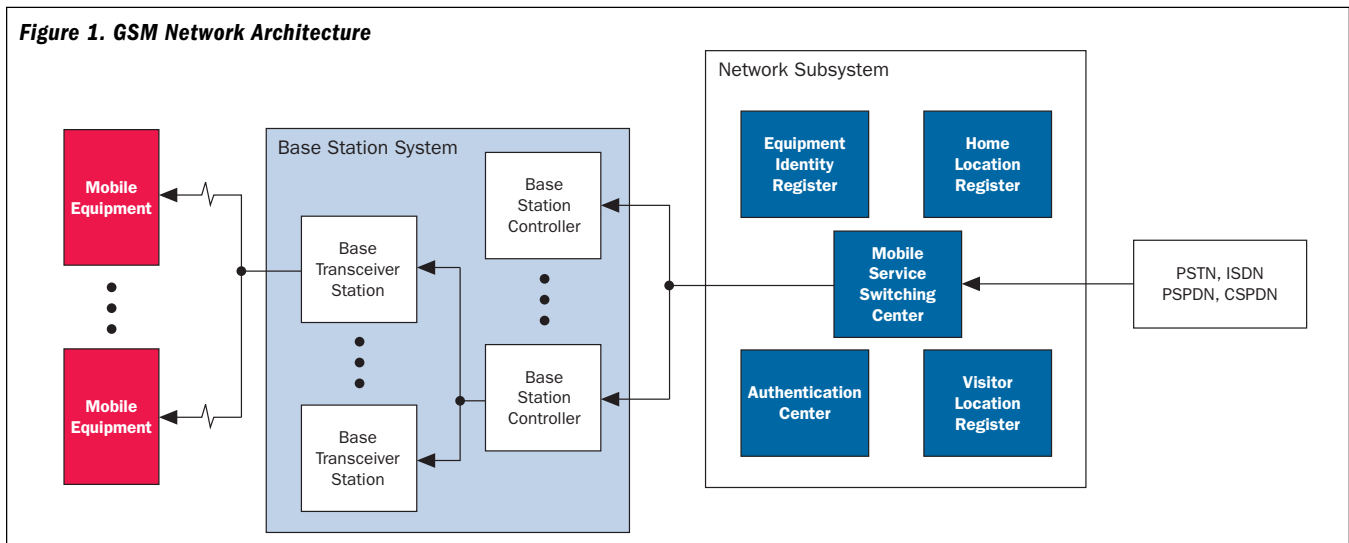 Figure 1. GSM Network Architecture
Network Subsystem
Base Station System
Mobile
Equipment
Mobile
Equipment
Base
Transceiver
Station
Base
Transceiver
Station
Base
Station
Controller
Base
Station
Controller
Equipment
Identity
Register
Home
Location
Register
Mobile
Service
Switching
Center
Authentication
Center
Visitor
Location
Register
PSTN, ISDN
PSPDN, CSPDN